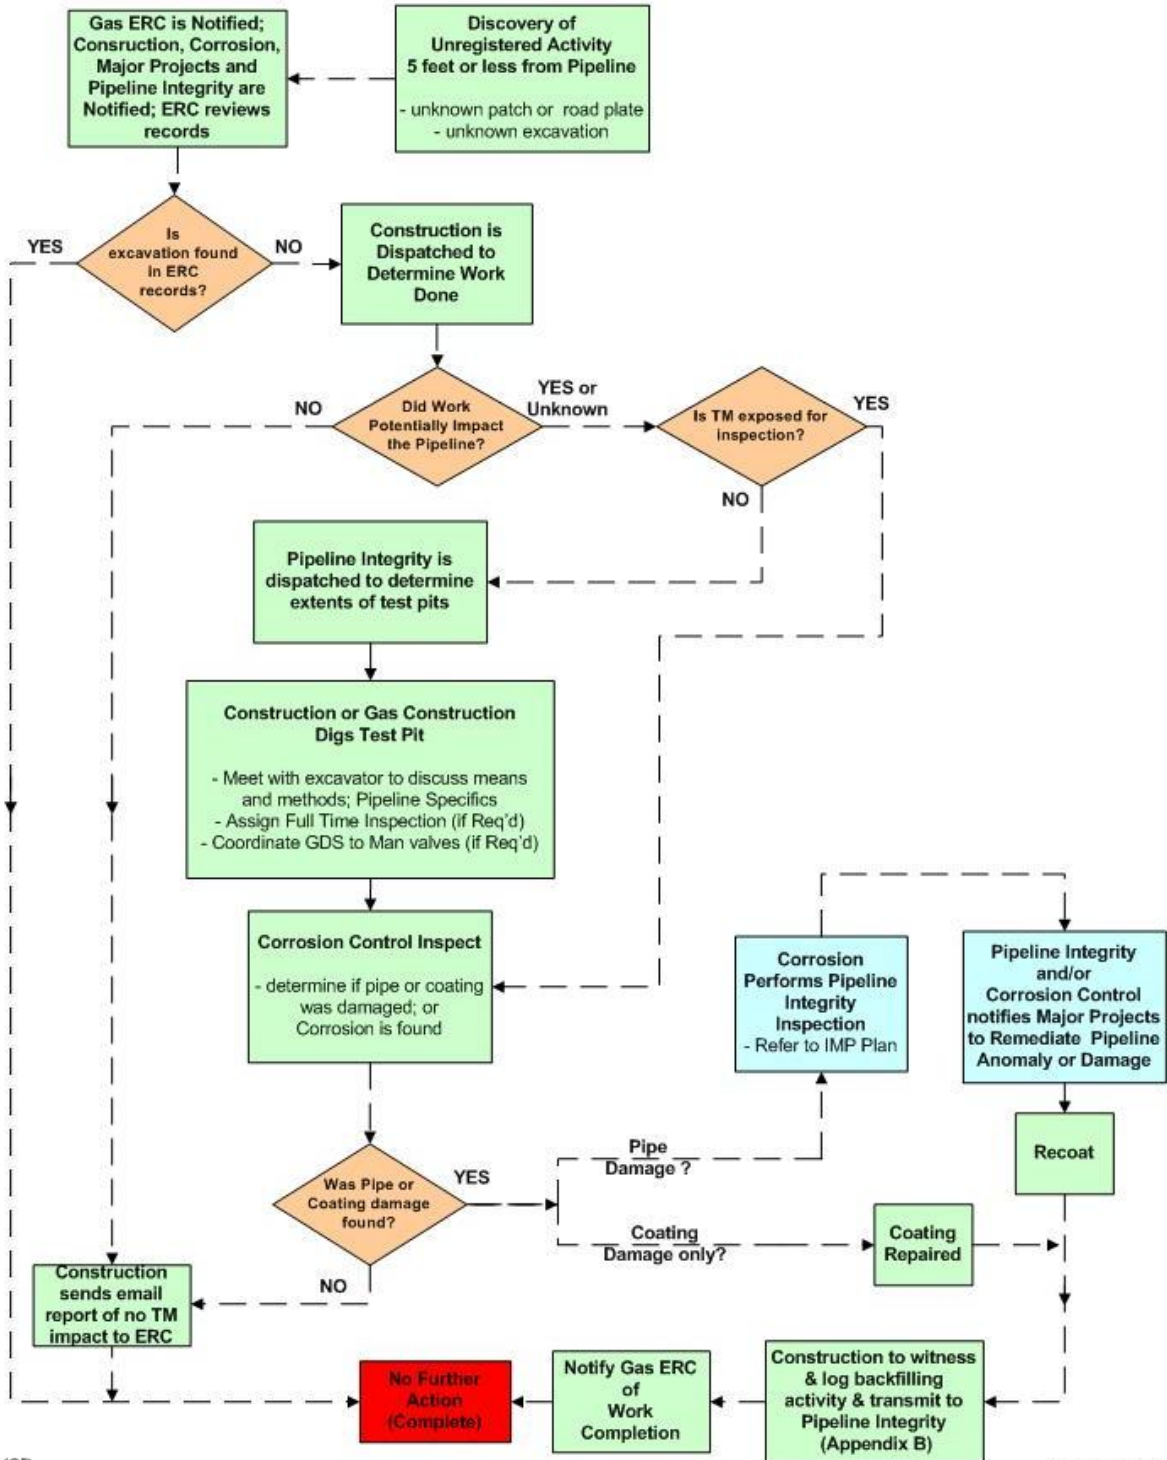 Gas ERC is Notified;
Consruction, Corrosion,
Major Projects and
Pipeline Integrity are
Notified; ERC reviews
records
Discovery of
Unregistered Activity
5 feet or less from Pipeline
- unknown patch or road plate
- unknown excavation
YES
Is
excavation found
in ERC
records?
NO
Construction is
Dispatched to
Determine Work
Done
NO
Did Work
Potentially Impact
the Pipeline?
YES or
Unknown
Is TM exposed for
inspection?
YES
NO
Pipeline Integrity is
dispatched to determine
extents of test pits
Construction or Gas Construction
Digs Test Pit
- Meet with excavator to discuss means
and methods; Pipeline Specifics
- Assign Full Time Inspection (if Req'd)
- Coordinate GDS to Man valves (if Req'd)
Corrosion Control Inspect
- determine if pipe or coating
was damaged; or
Corrosion is found
Corrosion
Performs Pipeline
Integrity
Inspection
- Refer to IMP Plan
Pipeline Integrity
and/or
Corrosion Control
notifies Major Projects
to Remediate Pipeline
Anomaly or Damage
Recoat
Was Pipe or
Coating damage
found?
YES
Pipe
Damage ?
Coating
Damage only?
Coating
Repaired
NO
Construction
sends email
report of no TM
impact to ERC
No Further
Action
(Complete)
Notify Gas ERC
of
Work
Completion
Construction to witness
& log backfilling
activity & transmit to
Pipeline Integrity
(Appendix B)